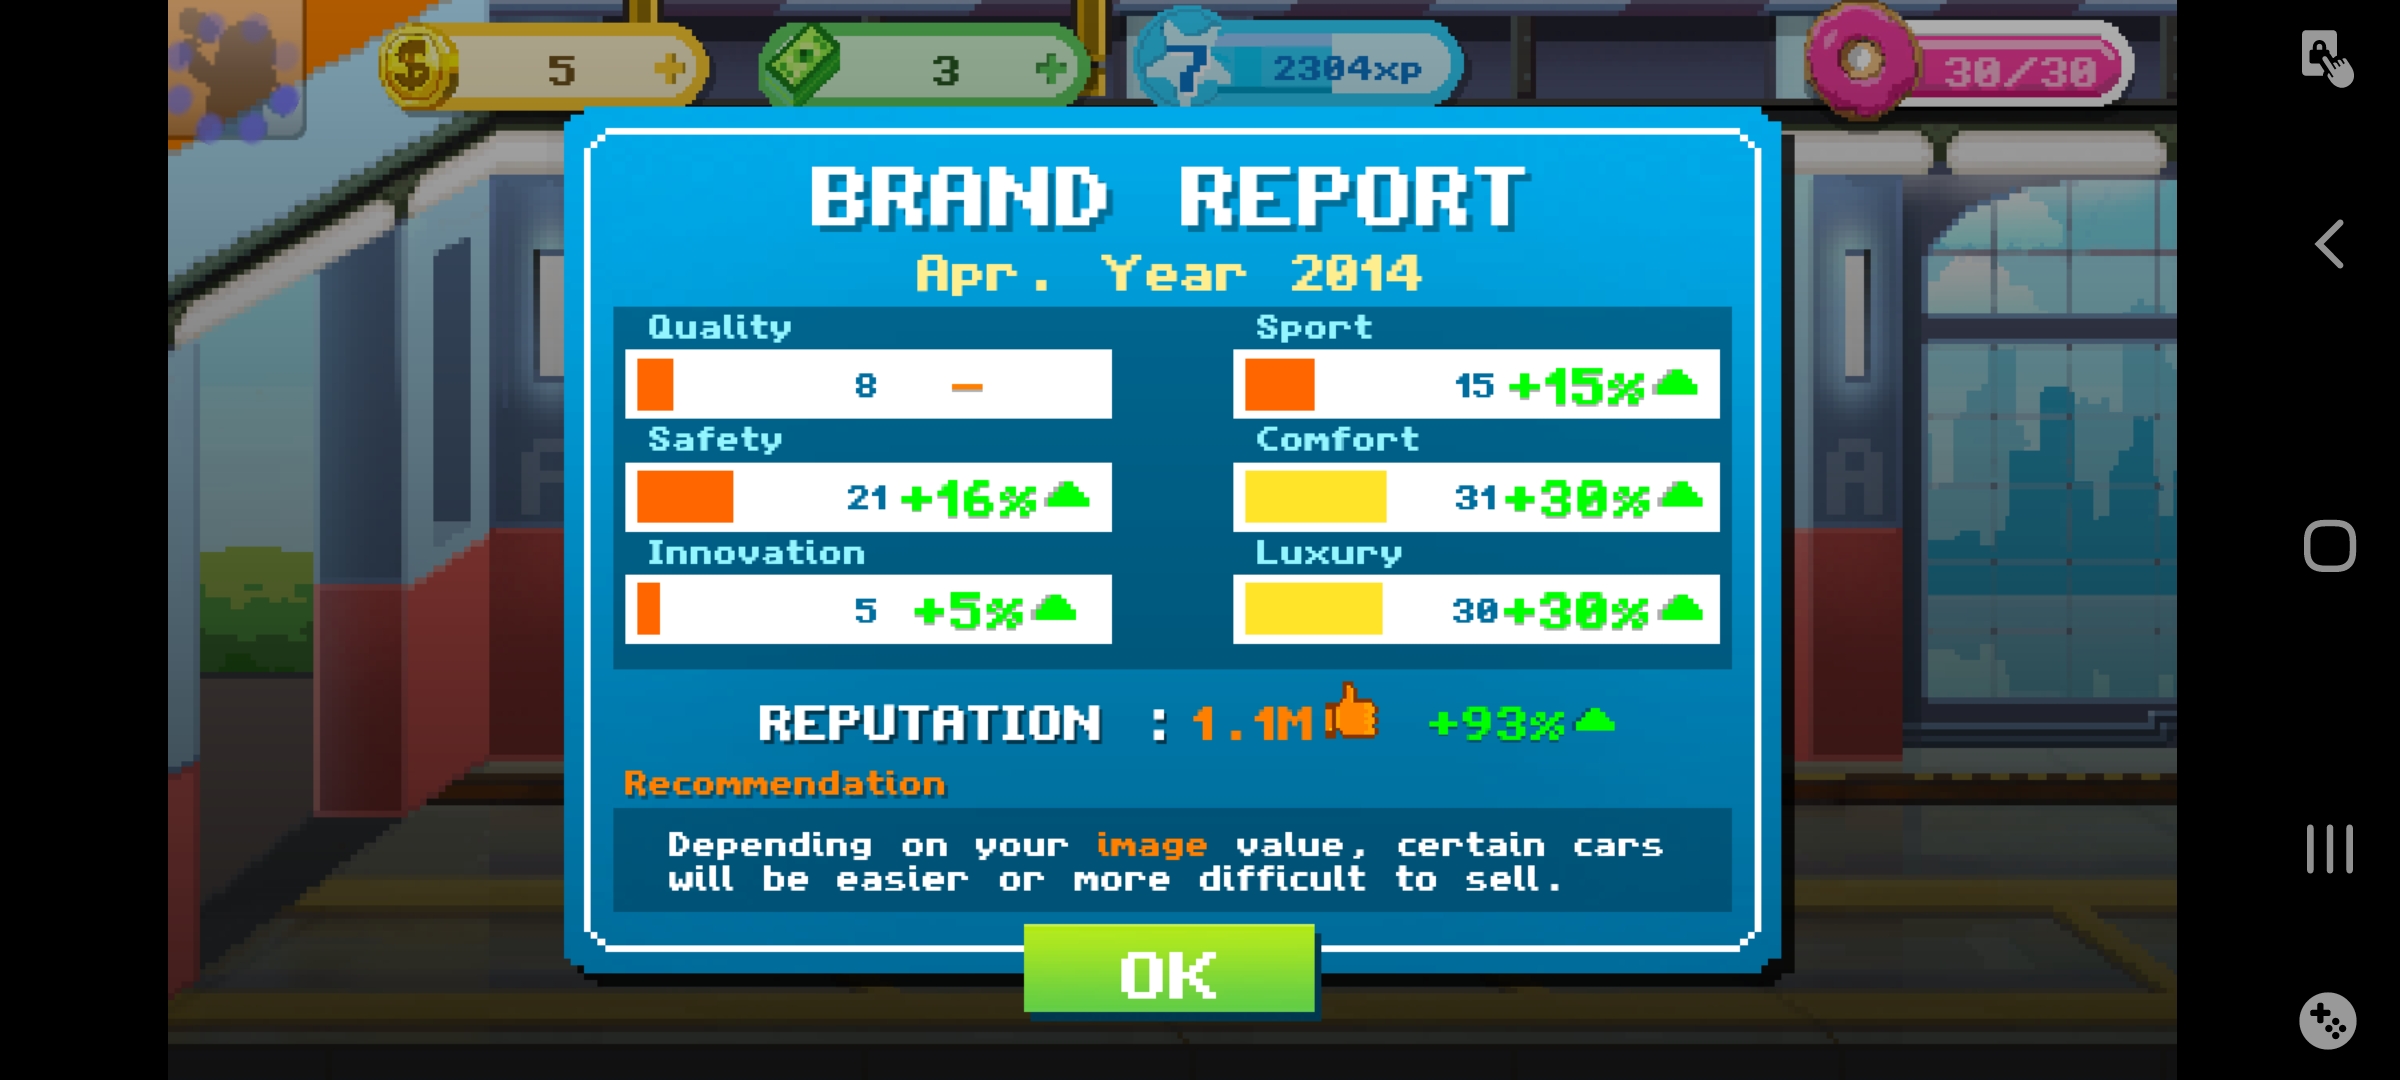 5 +
3 +
7 2304xp
30/30
BRAND REPORT
Apr. Year 2014
Quality
8 –
Sport
15 +15%
Safety
21 +16%
Comfort
31 +30%
Innovation
5 +5%
Luxury
30 +30%
REPUTATION : 1.1M +93%
Recommendation
Depending on your image value, certain cars
will be easier or more difficult to sell.
OK
A
A